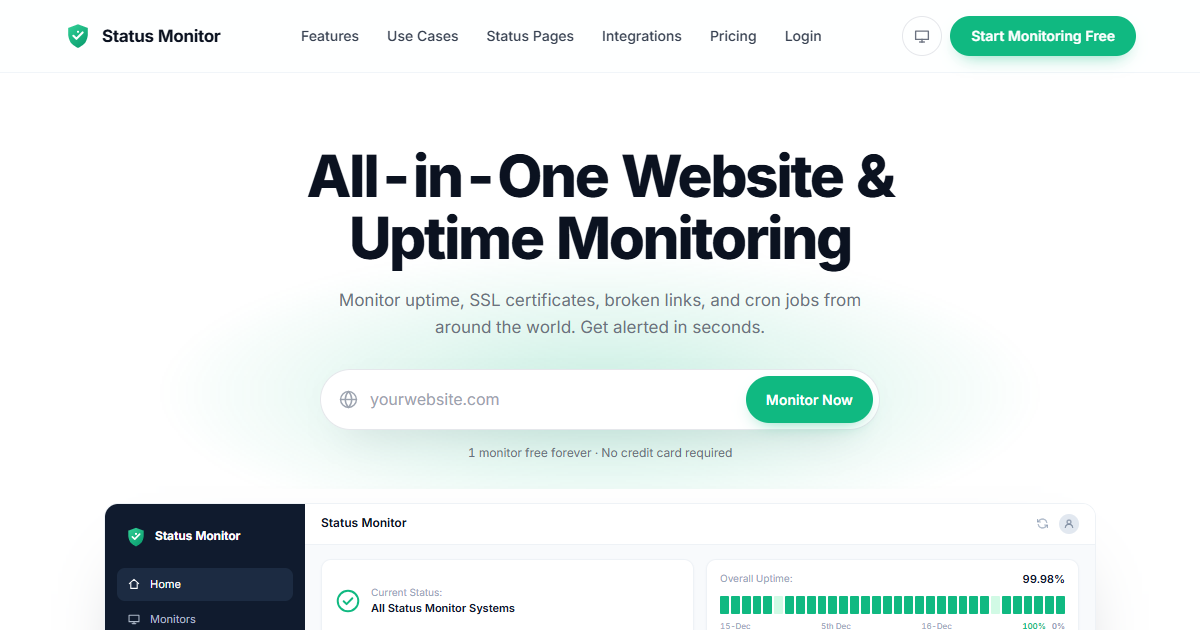 Status Monitor
Features
Use Cases
Status Pages
Integrations
Pricing
Login
Start Monitoring Free
All-in-One Website &
Uptime Monitoring
Monitor uptime, SSL certificates, broken links, and cron jobs from
around the world. Get alerted in seconds.
yourwebsite.com
Monitor Now
1 monitor free forever · No credit card required
Status Monitor
Home
Monitors
Status Monitor
Current Status:
All Status Monitor Systems
Overall Uptime:
99.98%
15-Dec
5th Dec
16-Dec
100%
0%